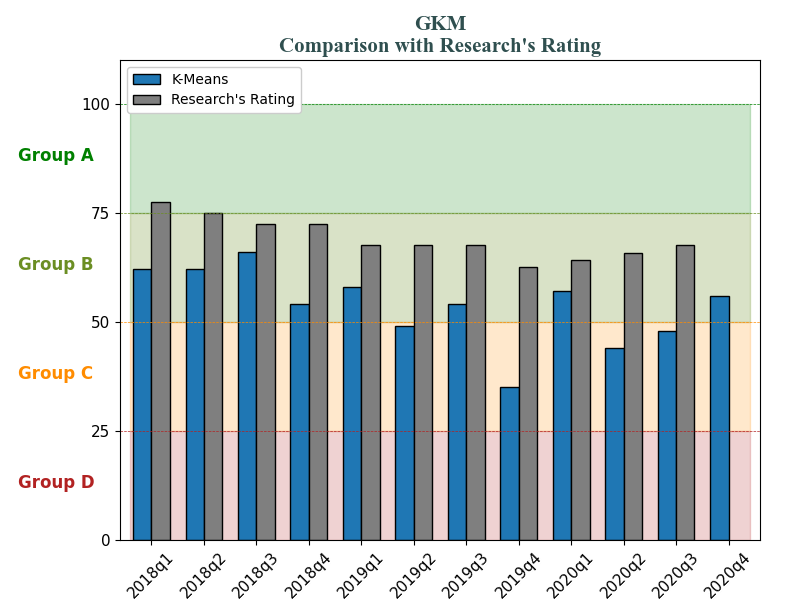 GKM
Comparison with Research's Rating
K-Means
Research's Rating
100
Group A
75
Group B
50
Group C
25
Group D
0
2018q1
2018q2
2018q3
2018q4
2019q1
2019q2
2019q3
2019q4
2020q1
2020q2
2020q3
2020q4